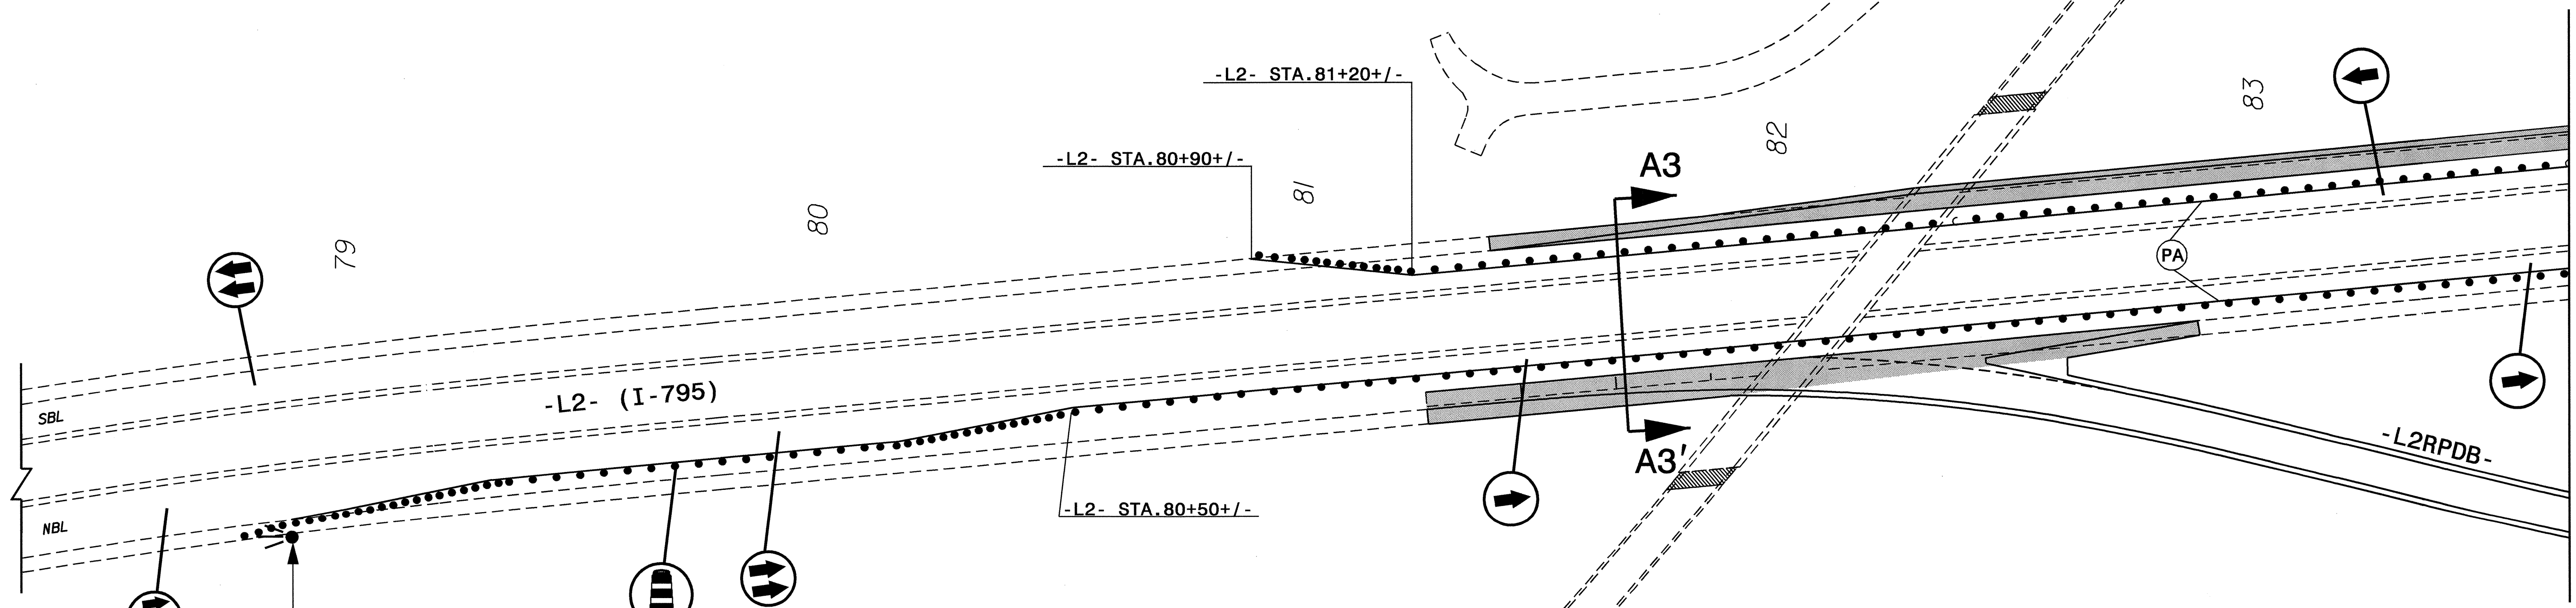 -L2- STA.81+20+/-
-L2- STA.80+90+/-
79
80
81
82
83
A3
PA
SBL
-L2- (I-795)
NBL
A3'
-L2- STA.80+50+/-
-L2RPDB-